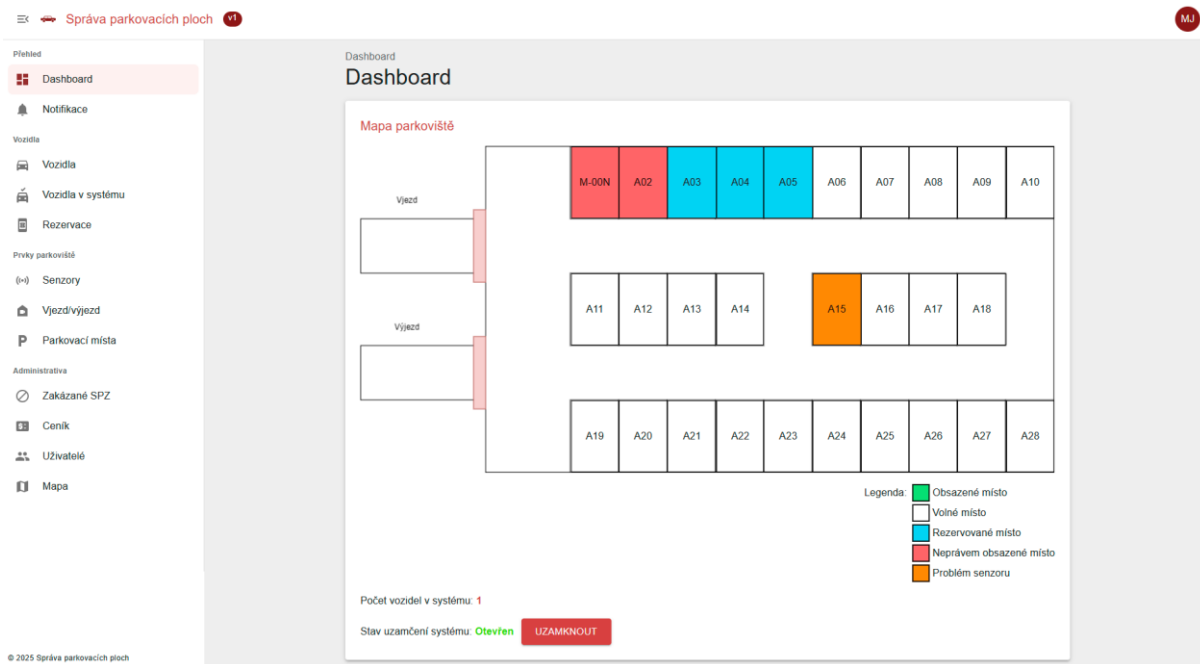 Správa parkovacích ploch v1
MJ
Přehled
Dashboard
Notifikace
Vozidla
Vozidla
Vozidla v systému
Rezervace
Prvky parkoviště
Senzory
Vjezd/výjezd
Parkovací místa
Administrativa
Zakázané SPZ
Ceník
Uživatelé
Mapa
© 2025 Správa parkovacích ploch
Dashboard
Dashboard
Mapa parkoviště
M-00N A02 A03 A04 A05 A06 A07 A08 A09 A10
Vjezd
A11 A12 A13 A14 A15 A16 A17 A18
Výjezd
A19 A20 A21 A22 A23 A24 A25 A26 A27 A28
Legenda: Obsazené místo
Volné místo
Rezervované místo
Neprávem obsazené místo
Problém senzoru
Počet vozidel v systému: 1
Stav uzamčení systému: Otevřen UZAMKNOUT